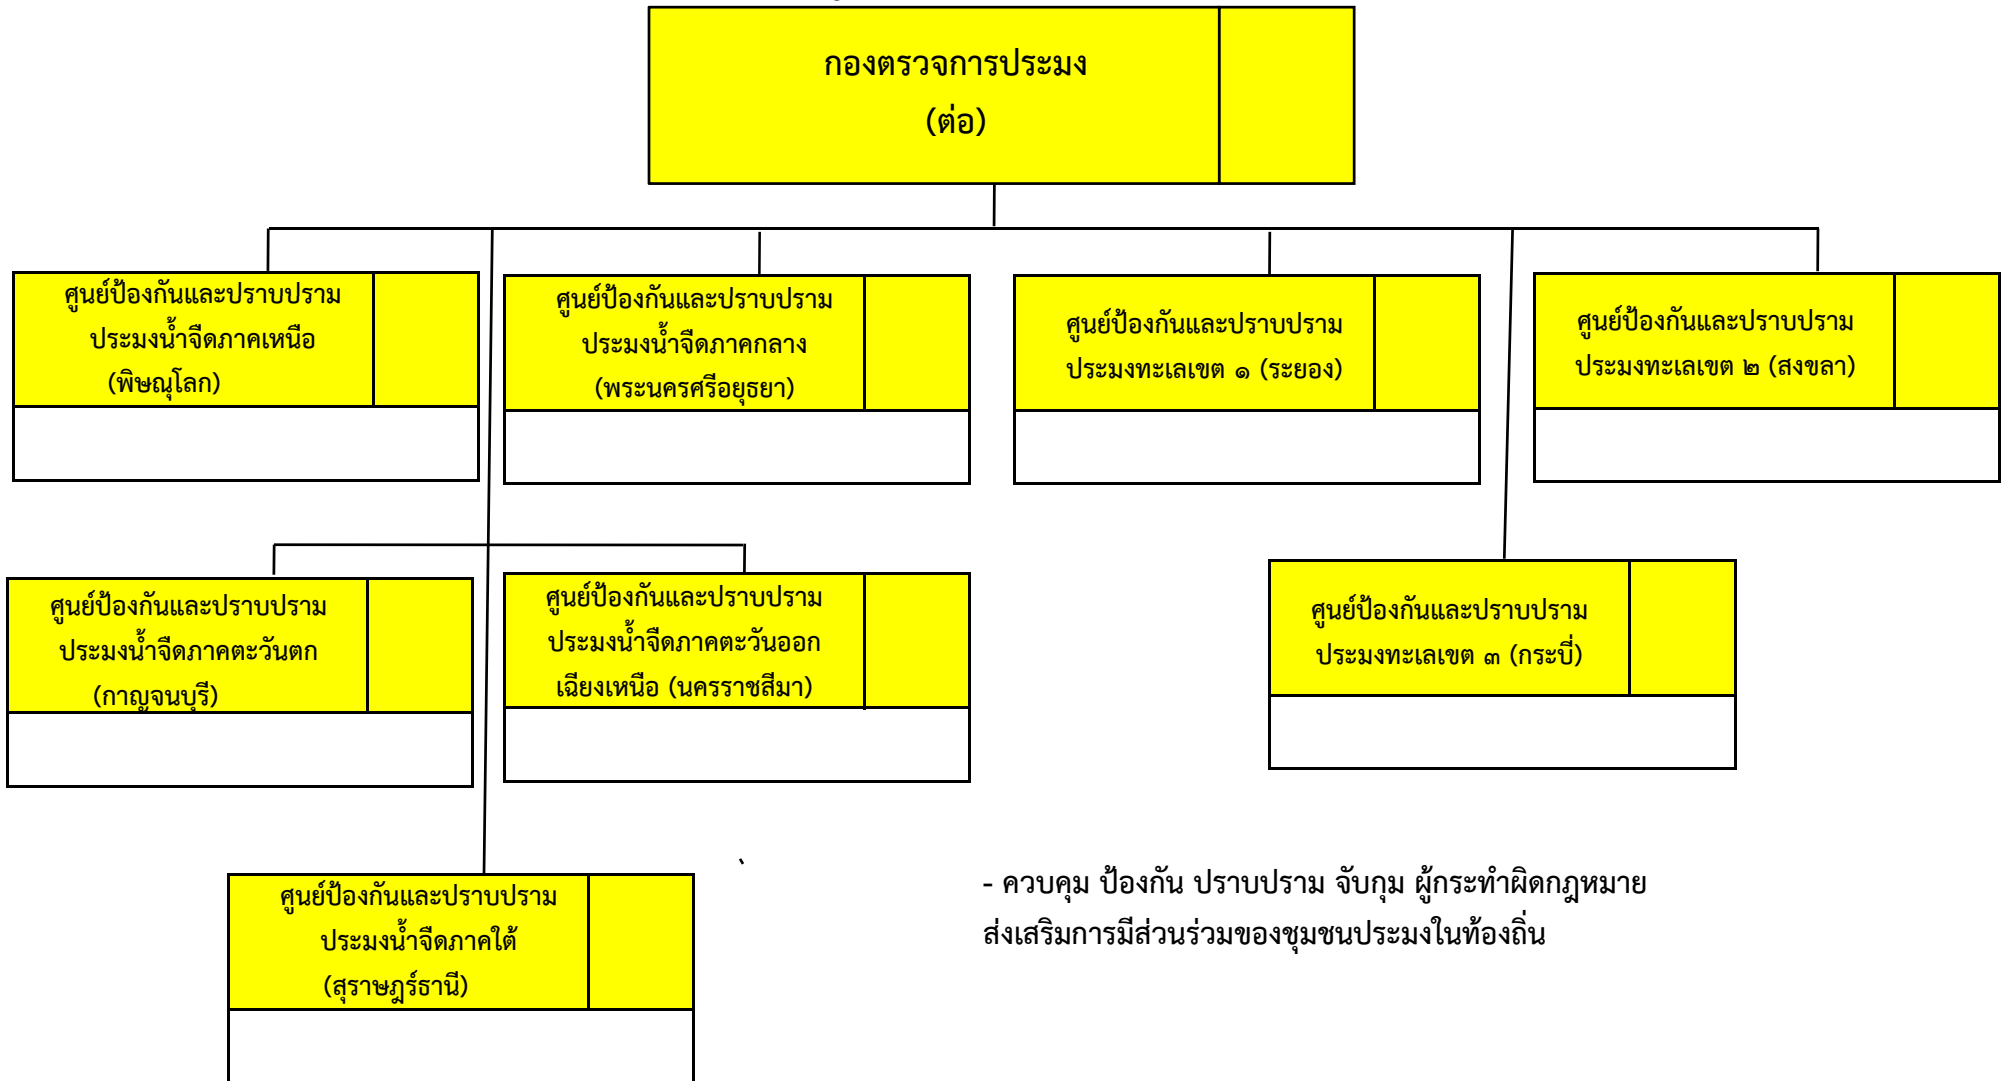 กองตรวจการประมง
(ต่อ)
ศูนย์ป้องกันและปราบปราม
ประมงน้ำจืดภาคเหนือ
(พิษณุโลก)
ศูนย์ป้องกันและปราบปราม
ประมงน้ำจืดภาคกลาง
(พระนครศรีอยุธยา)
ศูนย์ป้องกันและปราบปราม
ประมงทะเลเขต ๑ (ระยอง)
ศูนย์ป้องกันและปราบปราม
ประมงทะเลเขต ๒ (สงขลา)
ศูนย์ป้องกันและปราบปราม
ประมงน้ำจืดภาคตะวันตก
(กาญจนบุรี)
ศูนย์ป้องกันและปราบปราม
ประมงน้ำจืดภาคตะวันออก
เฉียงเหนือ (นครราชสีมา)
ศูนย์ป้องกันและปราบปราม
ประมงทะเลเขต ๓ (กระบี่)
ศูนย์ป้องกันและปราบปราม
ประมงน้ำจืดภาคใต้
(สุราษฎร์ธานี)
- ควบคุม ป้องกัน ปราบปราม จับกุม ผู้กระทำผิดกฎหมาย
ส่งเสริมการมีส่วนร่วมของชุมชนประมงในท้องถิ่น